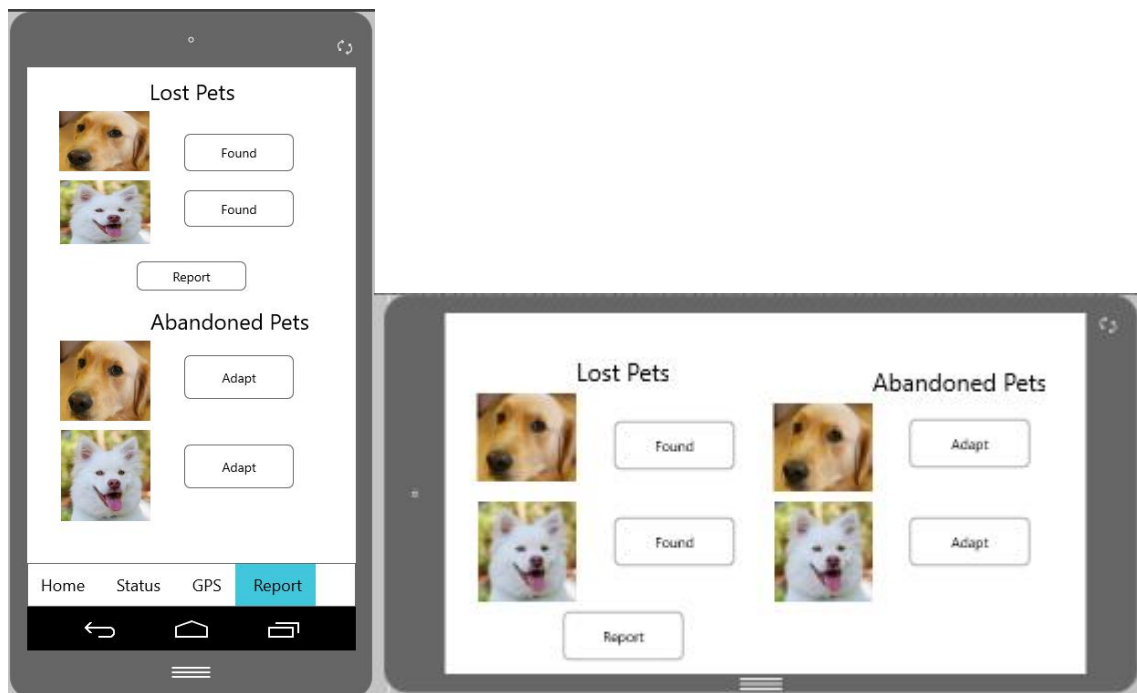 Lost Pets
Found
Found
Report
Abandoned Pets
Adapt
Adapt
Home Status GPS Report
Lost Pets
Abandoned Pets
Found
Adapt
Found
Adapt
Report